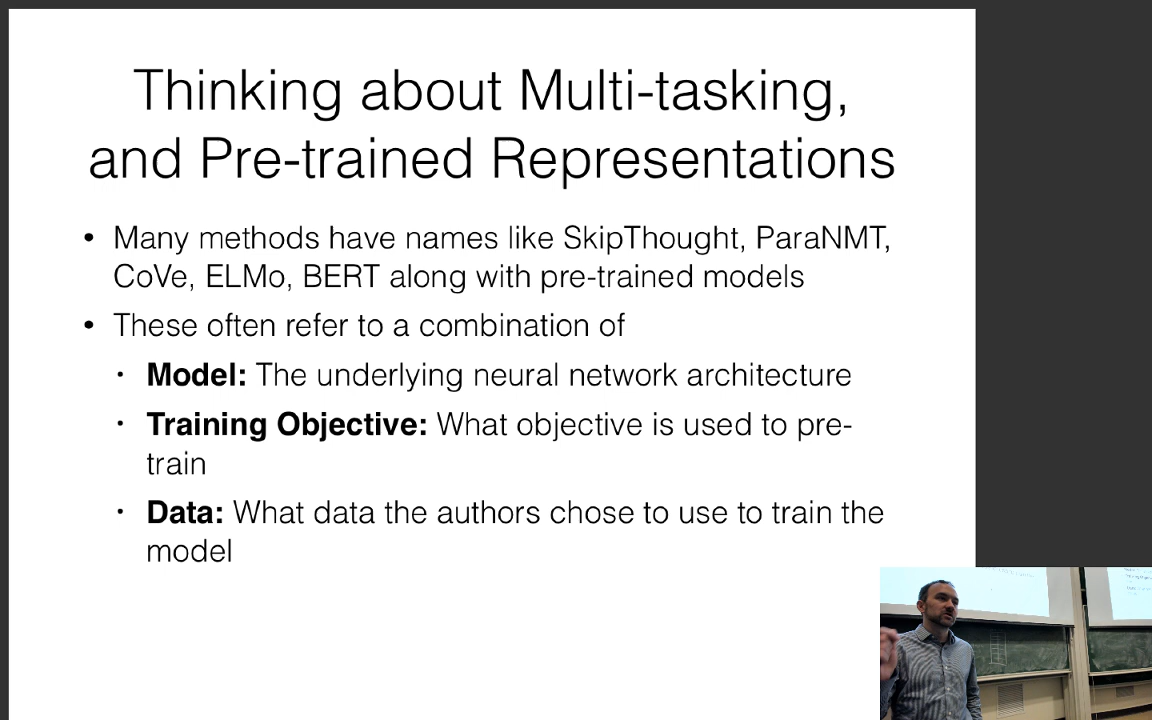 Thinking about Multi-tasking,
and Pre-trained Representations
• Many methods have names like SkipThought, ParaNMT,
CoVe, ELMo, BERT along with pre-trained models
• These often refer to a combination of
• Model: The underlying neural network architecture
• Training Objective: What objective is used to pre-
train
• Data: What data the authors chose to use to train the
model